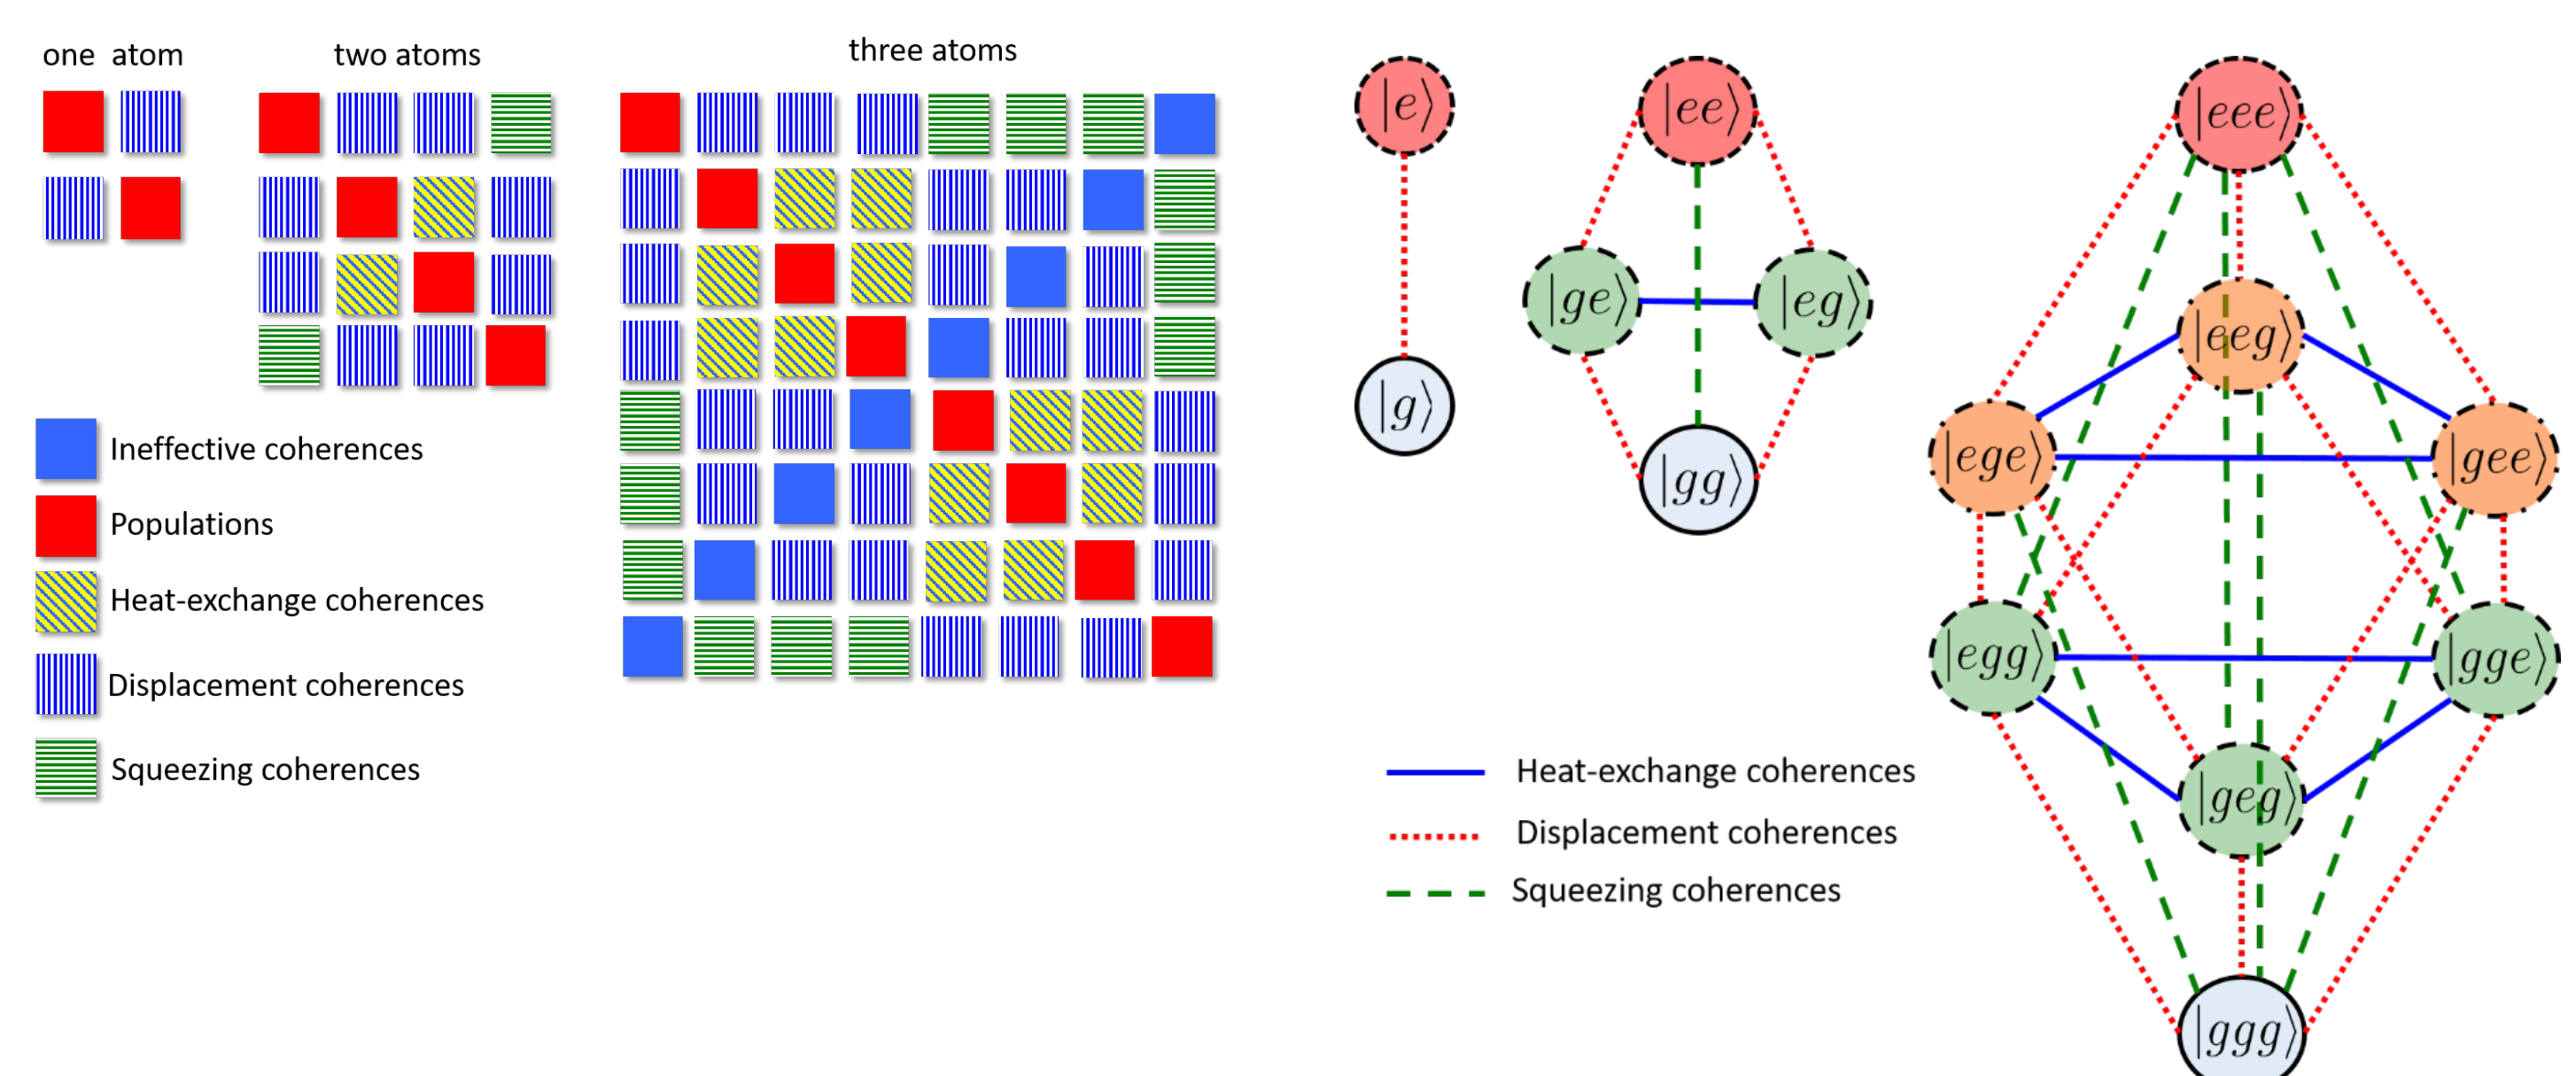 one atom
two atoms
three atoms
Ineffective coherences
Populations
Heat-exchange coherences
Displacement coherences
Squeezing coherences
|e⟩
|g⟩
|ee⟩
|ge⟩
|eg⟩
|gg⟩
|eee⟩
|eeg⟩
|ege⟩
|gee⟩
|egg⟩
|gge⟩
|geg⟩
|ggg⟩
Heat-exchange coherences
Displacement coherences
Squeezing coherences